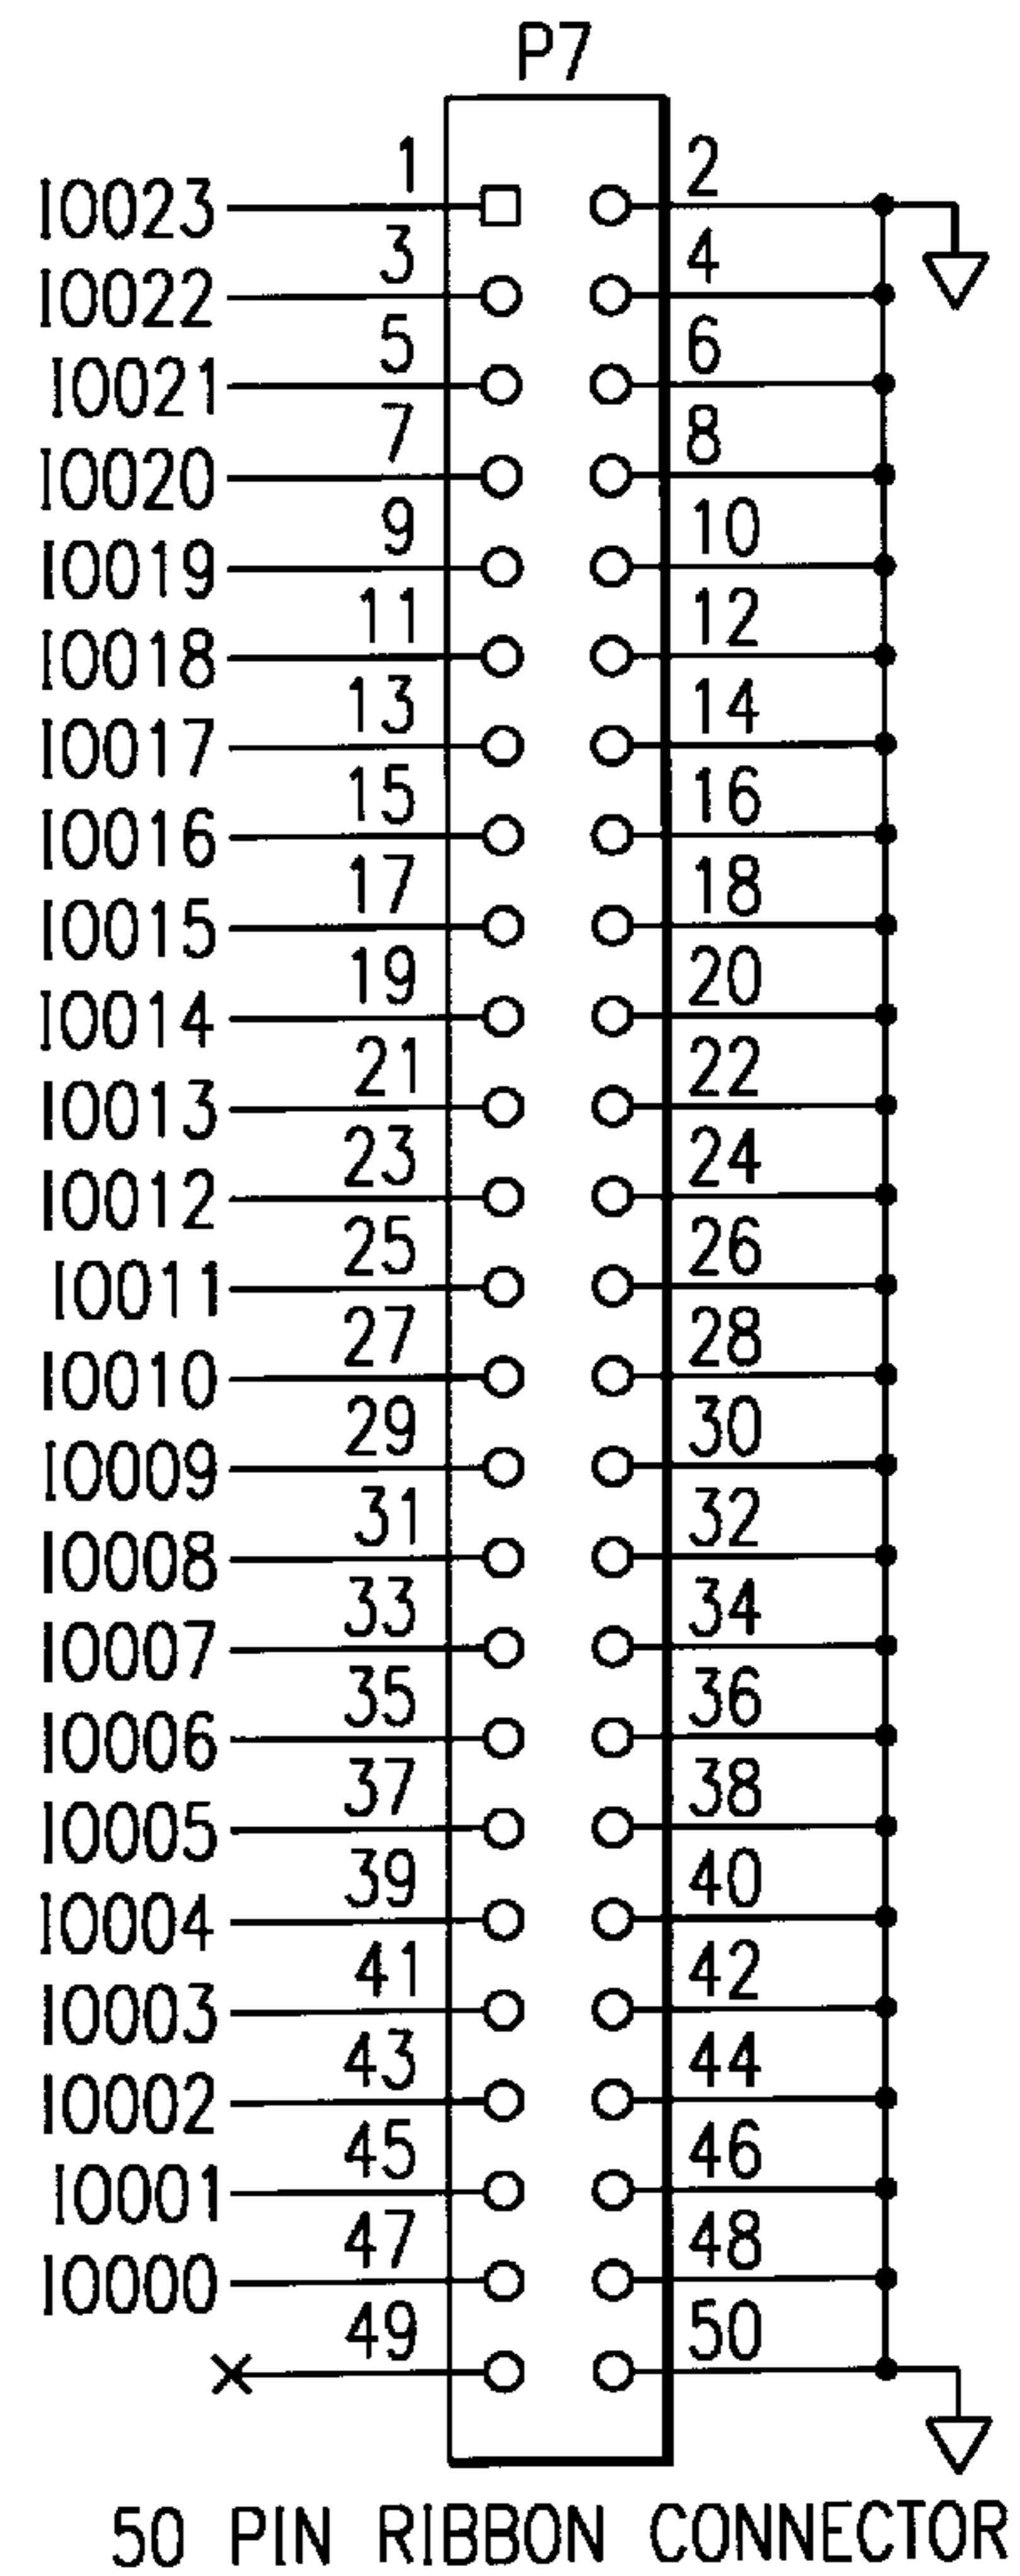 P7
1 2
IO023
3 4
IO022
5 6
IO021
7 8
IO020
9 10
IO019
11 12
IO018
13 14
IO017
15 16
IO016
17 18
IO015
19 20
IO014
21 22
IO013
23 24
IO012
25 26
IO011
27 28
IO010
29 30
IO009
31 32
IO008
33 34
IO007
35 36
IO006
37 38
IO005
39 40
IO004
41 42
IO003
43 44
IO002
45 46
IO001
47 48
IO000
49 50
50 PIN RIBBON CONNECTOR